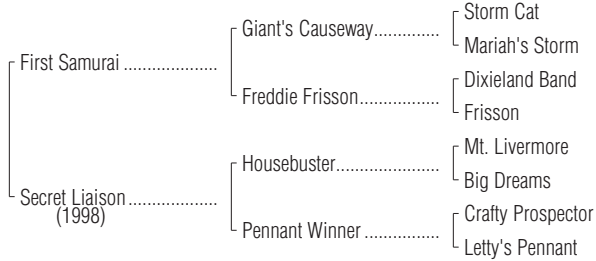 Storm Cat
Giant's Causeway..............
Mariah's Storm
First Samurai ...................
Dixieland Band
Freddie Frisson.................
Frisson
Mt. Livermore
Housebuster......................
Big Dreams
Secret Liaison...................
(1998)
Crafty Prospector
Pennant Winner ................
Letty's Pennant